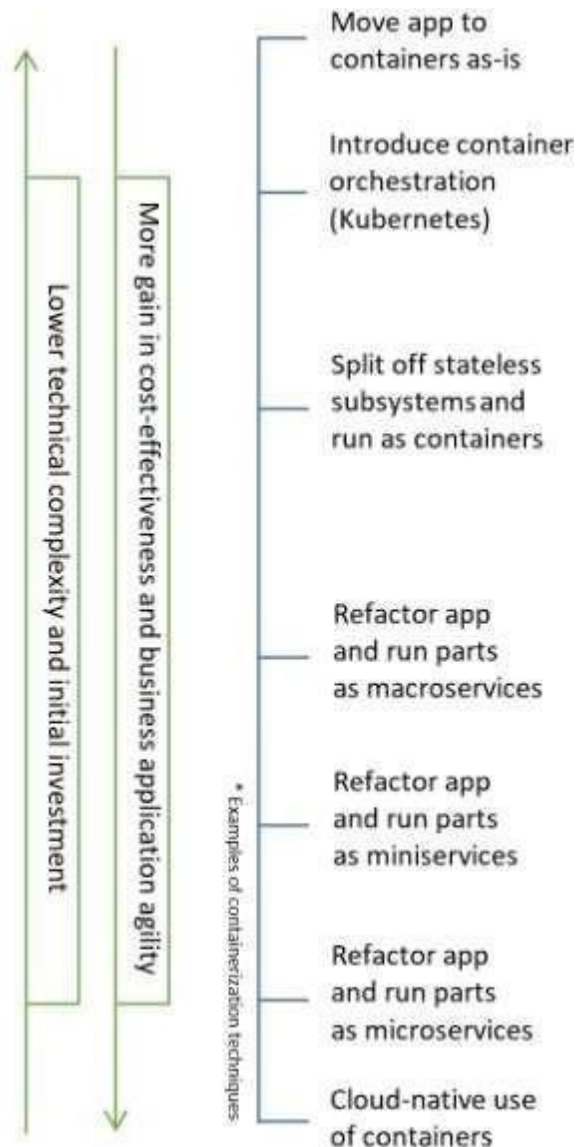 Lower technical complexity and initial investment
More gain in cost-effectiveness and business application agility
* Examples of containerization techniques
Move app to
containers as-is
Introduce container
orchestration
(Kubernetes)
Split off stateless
subsystems and
run as containers
Refactor app
and run parts
as macroservices
Refactor app
and run parts
as miniservices
Refactor app
and run parts
as microservices
Cloud-native use
of containers